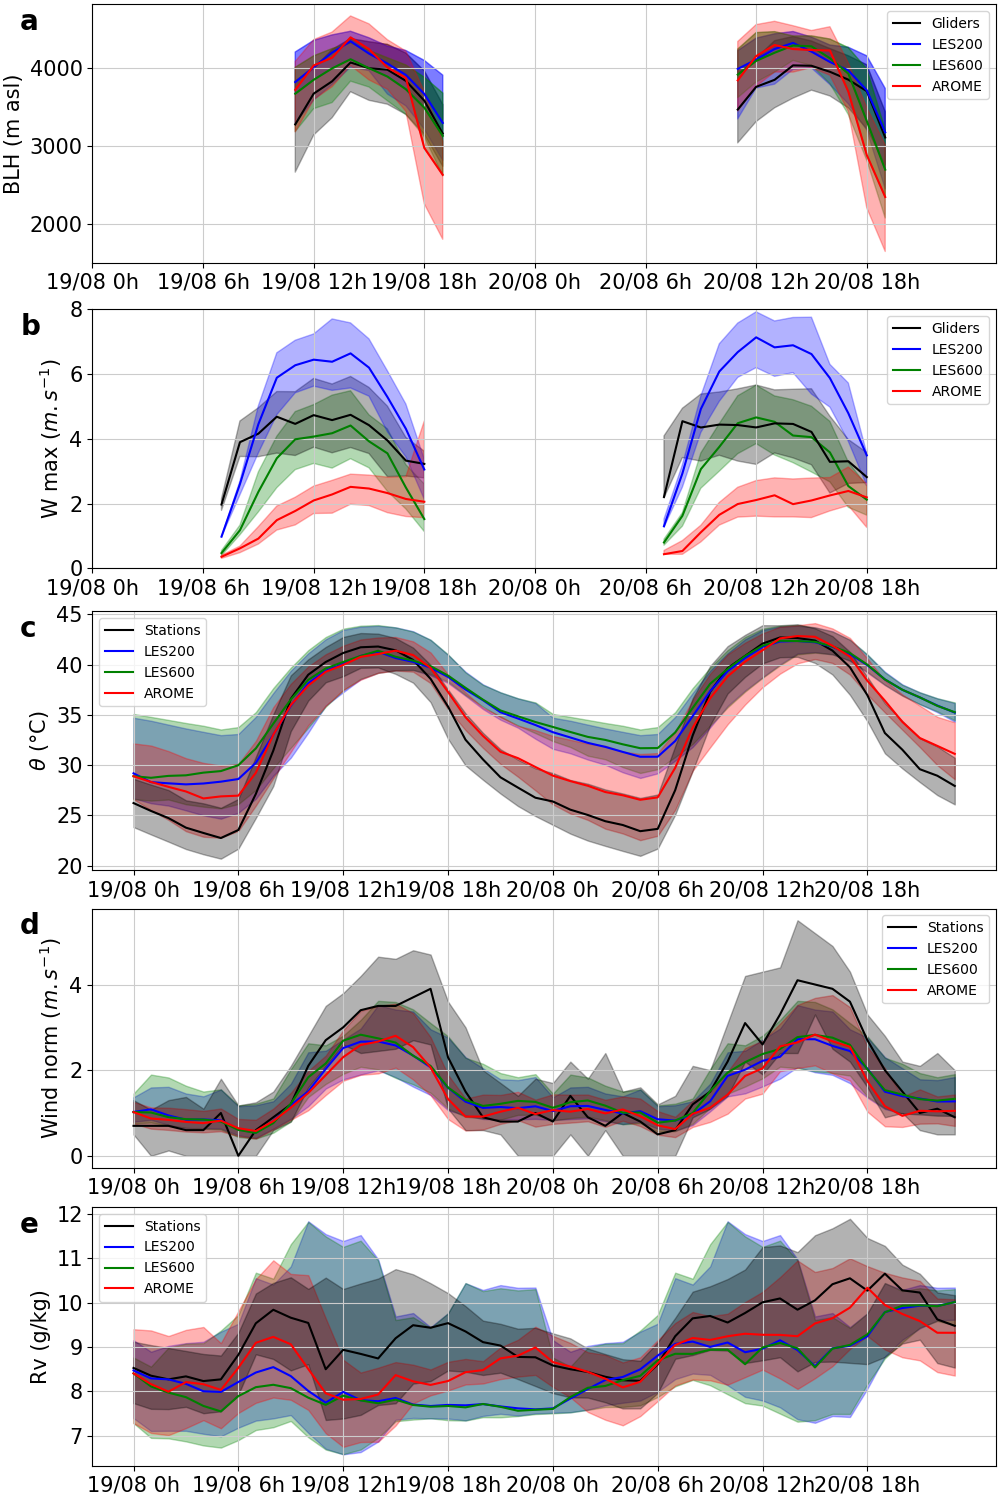 a
BLH (m asl)
4000
3000
2000
Gliders
LES200
LES600
AROME
19/08 0h 19/08 6h 19/08 12h 19/08 18h 20/08 0h 20/08 6h 20/08 12h 20/08 18h
b
W max (m. s⁻¹)
8
6
4
2
0
Gliders
LES200
LES600
AROME
19/08 0h 19/08 6h 19/08 12h 19/08 18h 20/08 0h 20/08 6h 20/08 12h 20/08 18h
c
θ (°C)
45
40
35
30
25
20
Stations
LES200
LES600
AROME
19/08 0h 19/08 6h 19/08 12h 19/08 18h 20/08 0h 20/08 6h 20/08 12h 20/08 18h
d
Wind norm (m. s⁻¹)
4
2
0
Stations
LES200
LES600
AROME
19/08 0h 19/08 6h 19/08 12h 19/08 18h 20/08 0h 20/08 6h 20/08 12h 20/08 18h
e
Rv (g/kg)
12
11
10
9
8
7
Stations
LES200
LES600
AROME
19/08 0h 19/08 6h 19/08 12h 19/08 18h 20/08 0h 20/08 6h 20/08 12h 20/08 18h